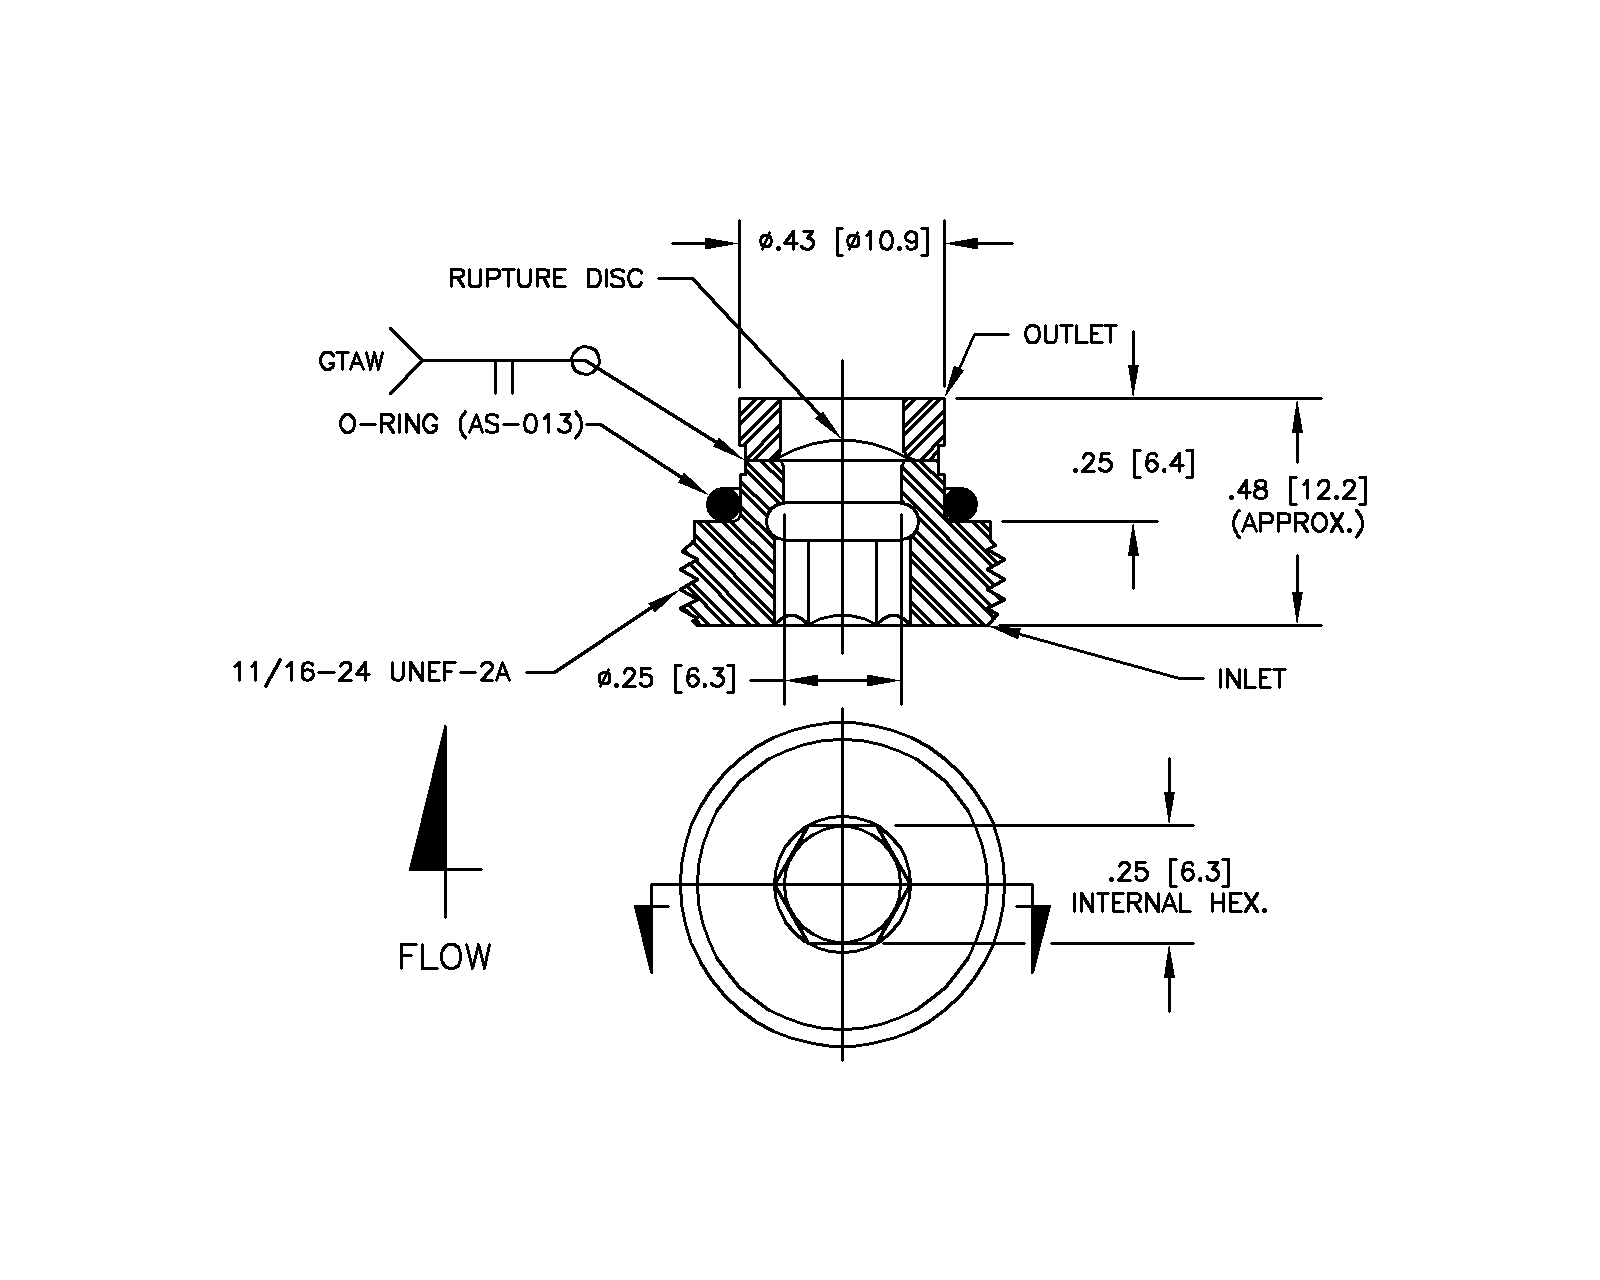 ø.43 [ø10.9]
RUPTURE DISC
OUTLET
GTAW
O-RING (AS-013)
.25 [6.4]
.48 [12.2]
(APPROX.)
11/16-24 UNEF-2A
ø.25 [6.3]
INLET
.25 [6.3]
INTERNAL HEX.
FLOW